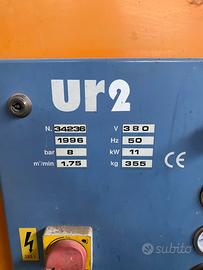 ur2
N. 34236 V 380
1996 Hz 50
bar 8 kW 11
m³/min 1.75 kg 355
CE
subito